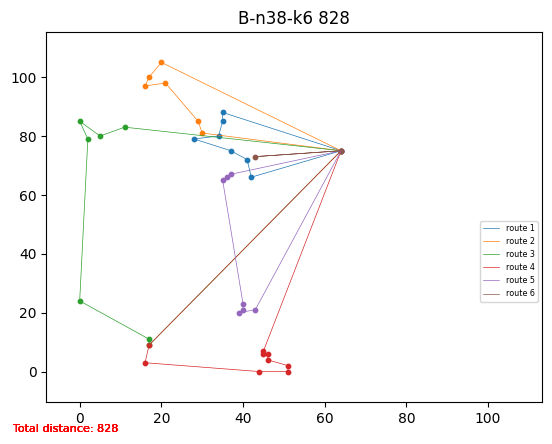 B-n38-k6 828
100
80
60
40
20
0
0 20 40 60 80 100
route 1
route 2
route 3
route 4
route 5
route 6
Total distance: 828